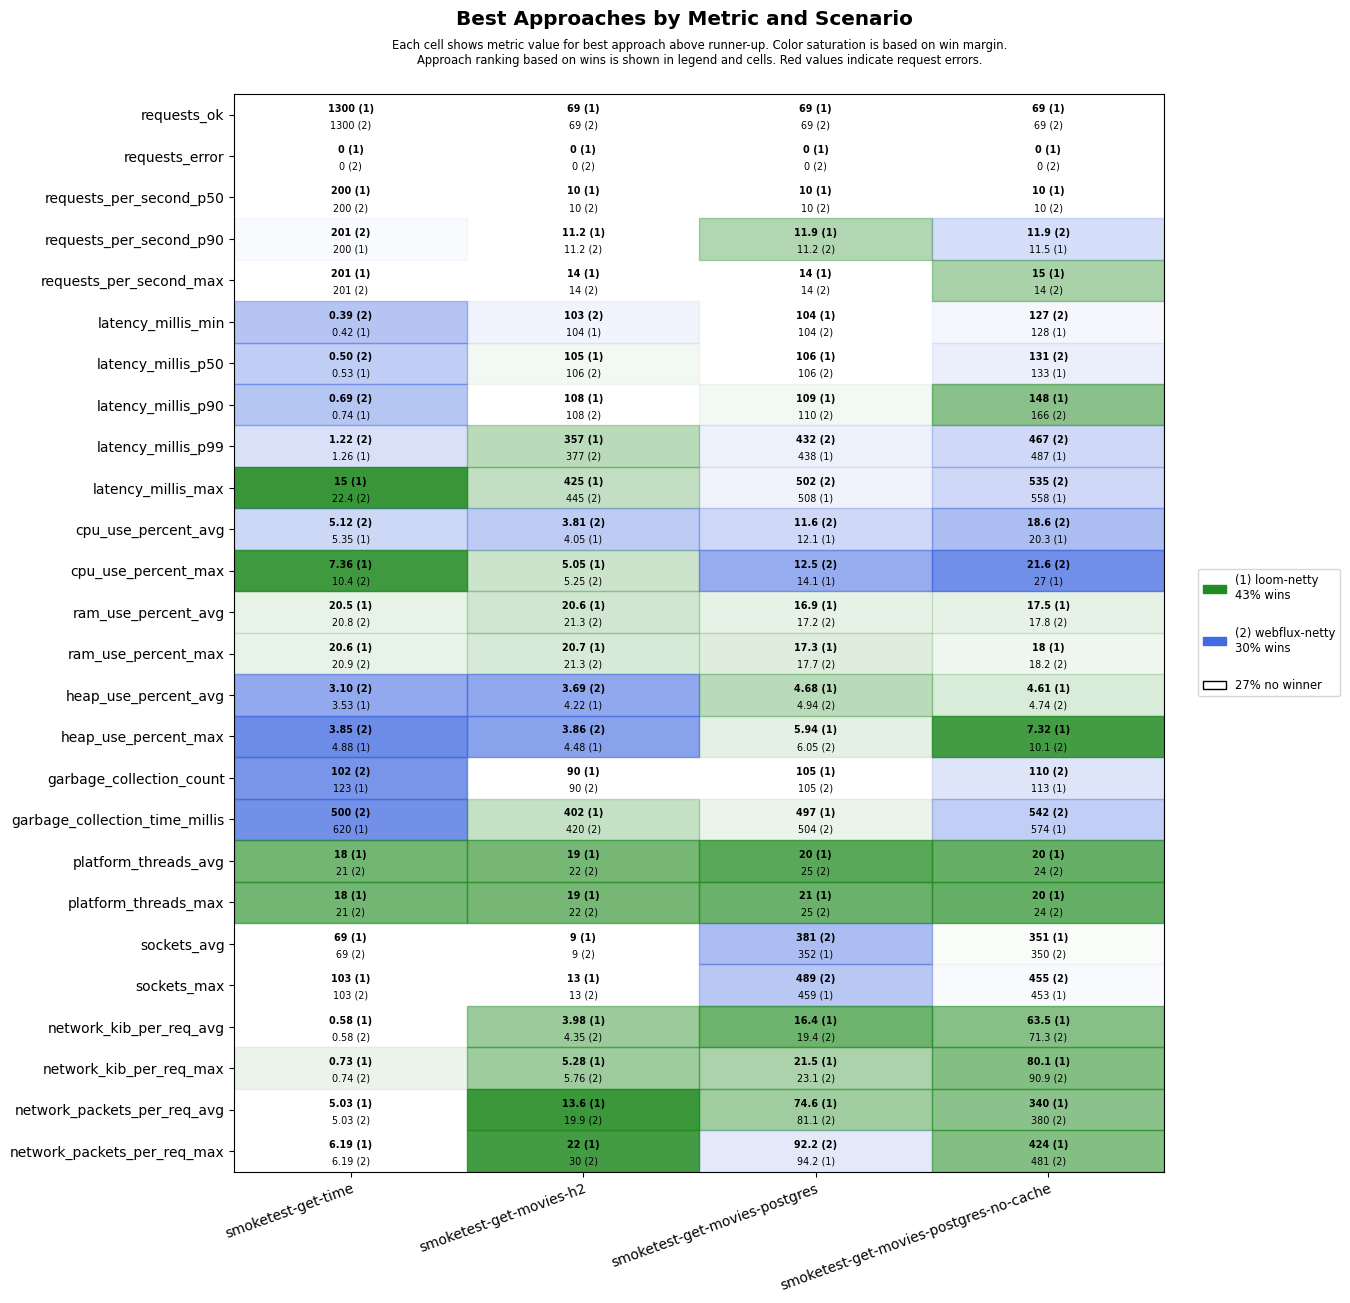 Best Approaches by Metric and Scenario
Each cell shows metric value for best approach above runner-up. Color saturation is based on win margin.
Approach ranking based on wins is shown in legend and cells. Red values indicate request errors.
requests_ok
1300 (1) 69 (1) 69 (1) 69 (1)
1300 (2) 69 (2) 69 (2) 69 (2)
requests_error
0 (1) 0 (1) 0 (1) 0 (1)
0 (2) 0 (2) 0 (2) 0 (2)
requests_per_second_p50
200 (1) 10 (1) 10 (1) 10 (1)
200 (2) 10 (2) 10 (2) 10 (2)
requests_per_second_p90
201 (2) 11.2 (1) 11.9 (1) 11.9 (2)
200 (1) 11.2 (2) 11.2 (2) 11.5 (1)
requests_per_second_max
201 (1) 14 (1) 14 (1) 15 (1)
201 (2) 14 (2) 14 (2) 14 (2)
latency_millis_min
0.39 (2) 103 (2) 104 (1) 127 (2)
0.42 (1) 104 (1) 104 (2) 128 (1)
latency_millis_p50
0.50 (2) 105 (1) 106 (1) 131 (2)
0.53 (1) 106 (2) 106 (2) 133 (1)
latency_millis_p90
0.69 (2) 108 (1) 109 (1) 148 (1)
0.74 (1) 108 (2) 110 (2) 166 (2)
latency_millis_p99
1.22 (2) 357 (1) 432 (2) 467 (2)
1.26 (1) 377 (2) 438 (1) 487 (1)
latency_millis_max
15 (1) 425 (1) 502 (2) 535 (2)
22.4 (2) 445 (2) 508 (1) 558 (1)
cpu_use_percent_avg
5.12 (2) 3.81 (2) 11.6 (2) 18.6 (2)
5.35 (1) 4.05 (1) 12.1 (1) 20.3 (1)
cpu_use_percent_max
7.36 (1) 5.05 (1) 12.5 (2) 21.6 (2)
10.4 (2) 5.25 (2) 14.1 (1) 27 (1)
ram_use_percent_avg
20.5 (1) 20.6 (1) 16.9 (1) 17.5 (1)
20.8 (2) 21.3 (2) 17.2 (2) 17.8 (2)
ram_use_percent_max
20.6 (1) 20.7 (1) 17.3 (1) 18 (1)
20.9 (2) 21.3 (2) 17.7 (2) 18.2 (2)
heap_use_percent_avg
3.10 (2) 3.69 (2) 4.68 (1) 4.61 (1)
3.53 (1) 4.22 (1) 4.94 (2) 4.74 (2)
heap_use_percent_max
3.85 (2) 3.86 (2) 5.94 (1) 7.32 (1)
4.88 (1) 4.48 (1) 6.05 (2) 10.1 (2)
garbage_collection_count
102 (2) 90 (1) 105 (1) 110 (2)
123 (1) 90 (2) 105 (2) 113 (1)
garbage_collection_time_millis
500 (2) 402 (1) 497 (1) 542 (2)
620 (1) 420 (2) 504 (2) 574 (1)
platform_threads_avg
18 (1) 19 (1) 20 (1) 20 (1)
21 (2) 22 (2) 25 (2) 24 (2)
platform_threads_max
18 (1) 19 (1) 21 (1) 20 (1)
21 (2) 22 (2) 25 (2) 24 (2)
sockets_avg
69 (1) 9 (1) 381 (2) 351 (1)
69 (2) 9 (2) 352 (1) 350 (2)
sockets_max
103 (1) 13 (1) 489 (2) 455 (2)
103 (2) 13 (2) 459 (1) 453 (1)
network_kib_per_req_avg
0.58 (1) 3.98 (1) 16.4 (1) 63.5 (1)
0.58 (2) 4.35 (2) 19.4 (2) 71.3 (2)
network_kib_per_req_max
0.73 (1) 5.28 (1) 21.5 (1) 80.1 (1)
0.74 (2) 5.76 (2) 23.1 (2) 90.9 (2)
network_packets_per_req_avg
5.03 (1) 13.6 (1) 74.6 (1) 340 (1)
5.03 (2) 19.9 (2) 81.1 (2) 380 (2)
network_packets_per_req_max
6.19 (1) 22 (1) 92.2 (2) 424 (1)
6.19 (2) 30 (2) 94.2 (1) 481 (2)
smoketest-get-time
smoketest-get-movies-h2
smoketest-get-movies-postgres
smoketest-get-movies-postgres-no-cache
(1) loom-netty
43% wins
(2) webflux-netty
30% wins
27% no winner